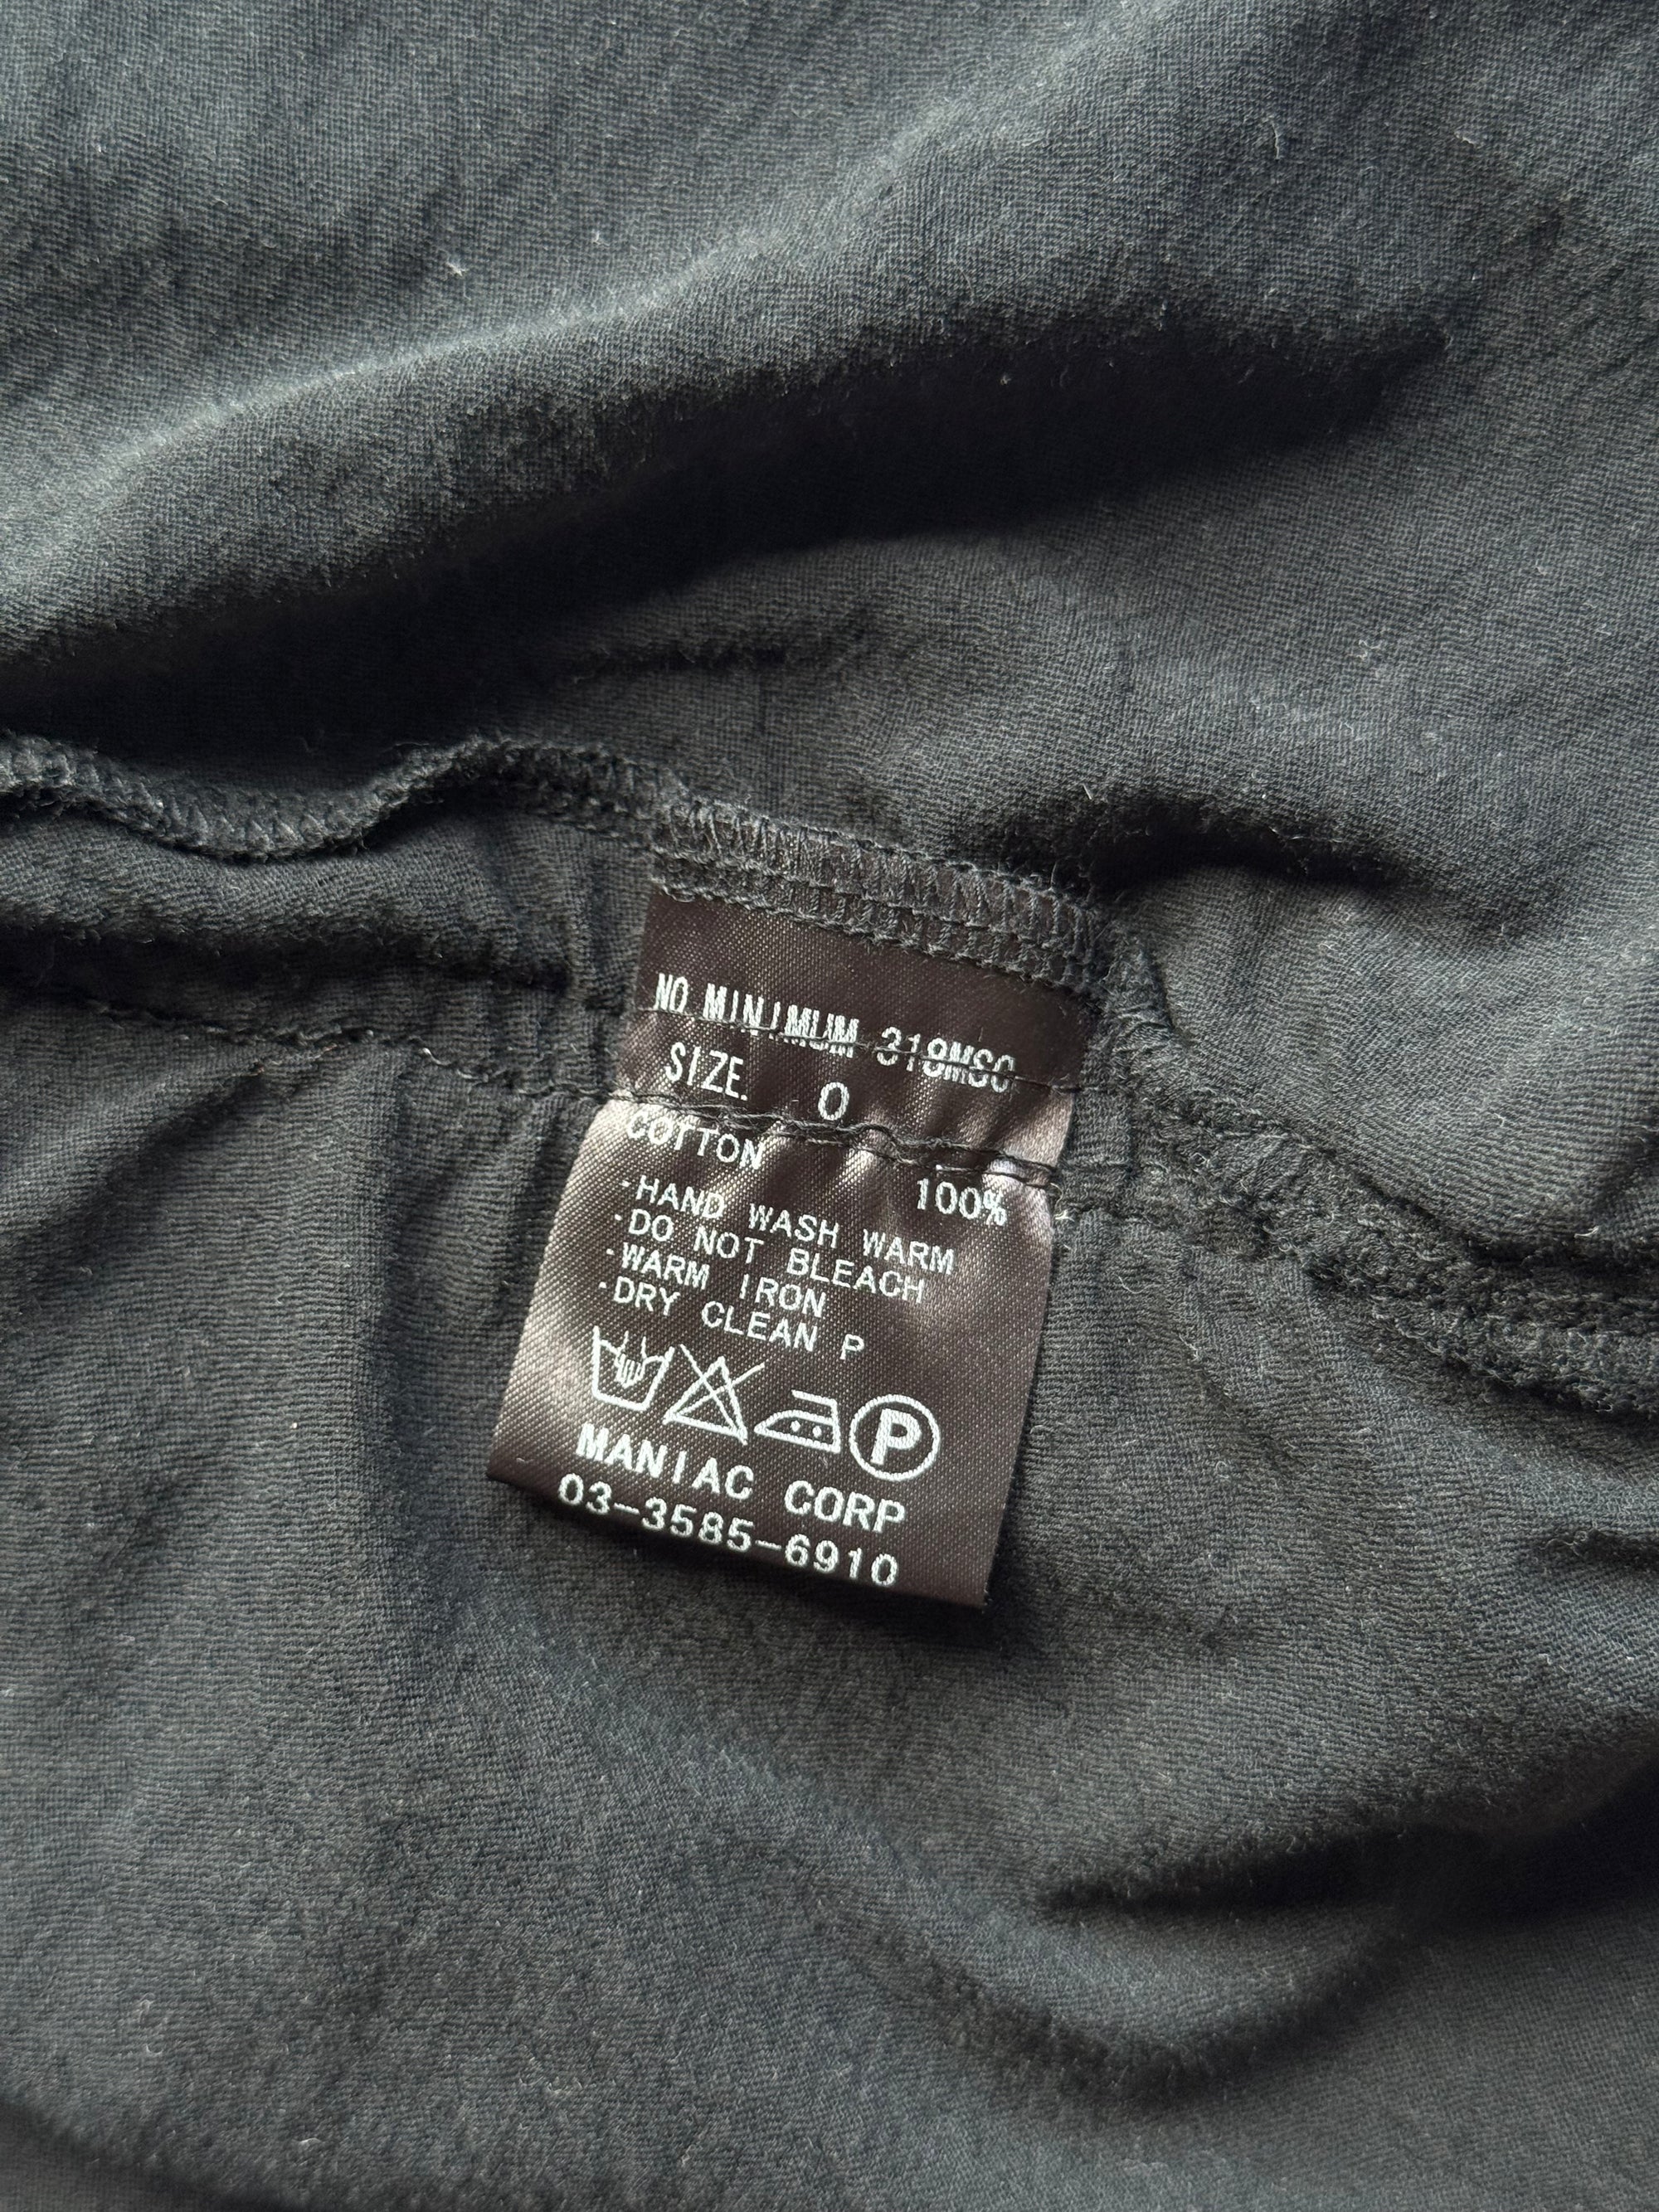 NO MINIMUM 319MSC
SIZE. 0
COTTON 100%
·HAND WASH WARM
·DO NOT BLEACH
·WARM IRON
·DRY CLEAN P
P
MANIAC CORP
03-3585-6910